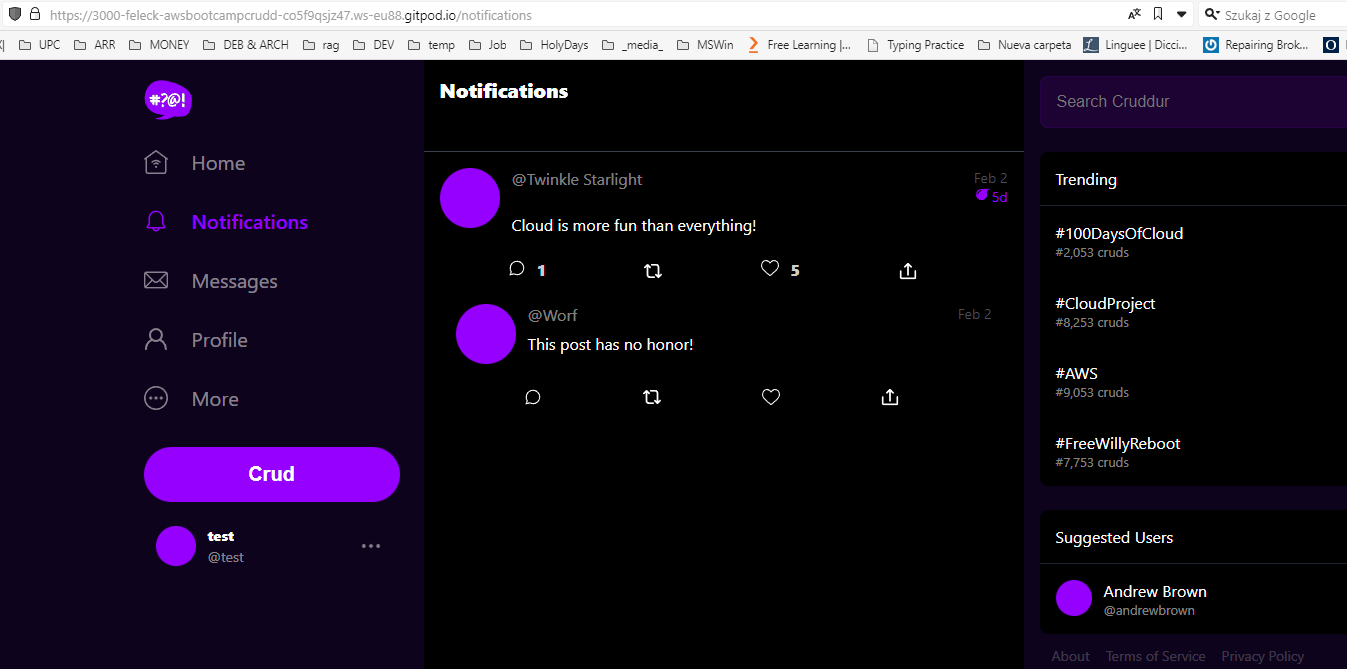 https://3000-feleck-awsbootcampcrudd-co5f9qsjz47.ws-eu88.gitpod.io/notifications
Szukaj z Google
UPC ARR MONEY DEB & ARCH rag DEV temp Job HolyDays _media_ MSWin Free Learning |... Typing Practice Nueva carpeta Linguee | Dicci... Repairing Brok...
#?@!
Home
Notifications
Messages
Profile
More
Crud
test
@test
Notifications
@Twinkle Starlight
Feb 2
5d
Cloud is more fun than everything!
1
5
@Worf
Feb 2
This post has no honor!
Search Cruddur
Trending
#100DaysOfCloud
#2,053 cruds
#CloudProject
#8,253 cruds
#AWS
#9,053 cruds
#FreeWillyReboot
#7,753 cruds
Suggested Users
Andrew Brown
@andrewbrown
About Terms of Service Privacy Policy